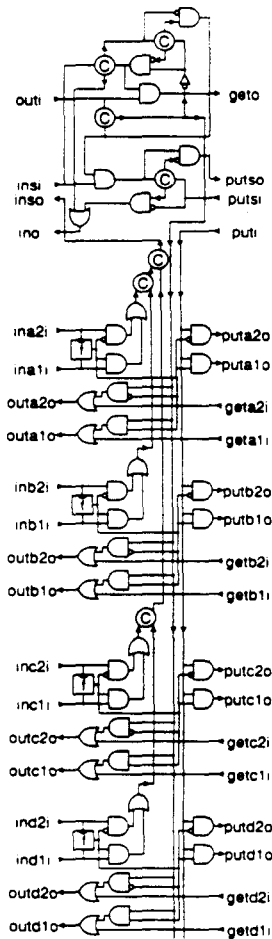 C
C
outi
geto
C
insi
putso
C
inso
putsi
ino
puti
C
C
ina2i
puta2o
ina1i
puta1o
outa2o
geta2i
outa1o
geta1i
inb2i
putb2o
inb1i
putb1o
outb2o
getb2i
outb1o
getb1i
C
inc2i
putc2o
inc1i
putc1o
outc2o
getc2i
outc1o
getc1i
ind2i
putd2o
ind1i
putd1o
outd2o
getd2i
outd1o
getd1i